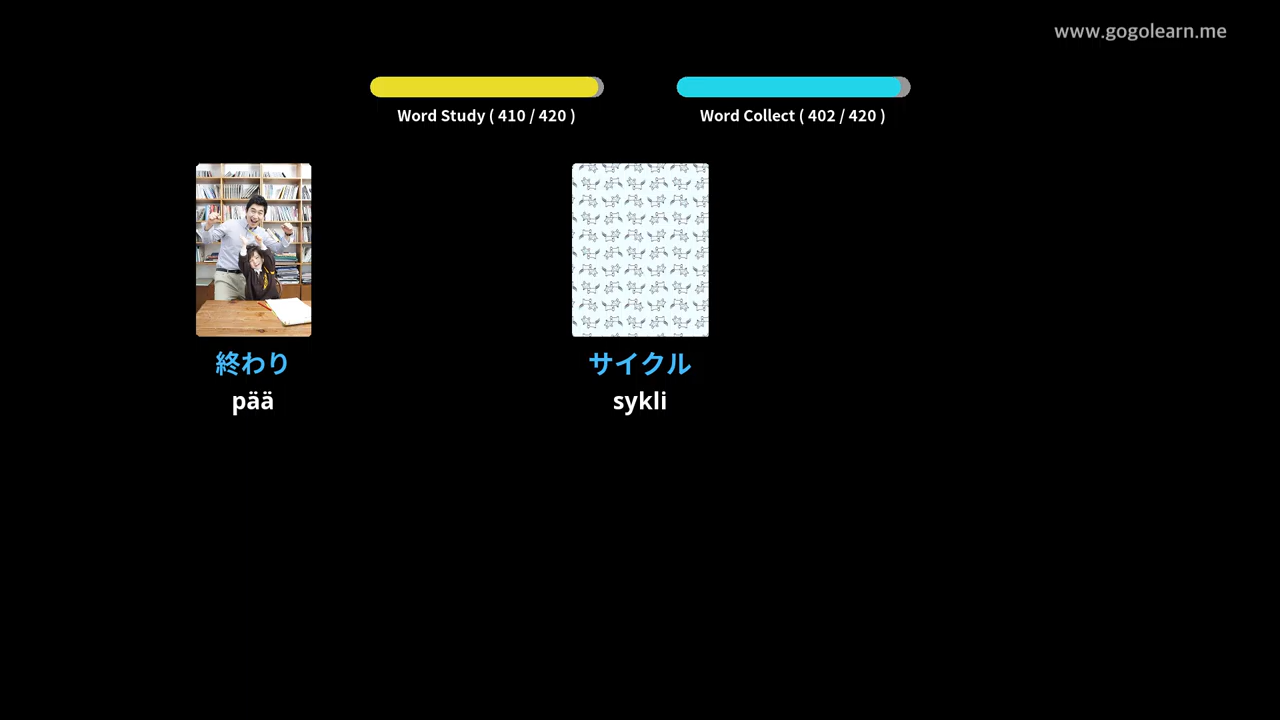 www.gogolearn.me
Word Study ( 410 / 420 )
Word Collect ( 402 / 420 )
終わり
pää
サイクル
sykli